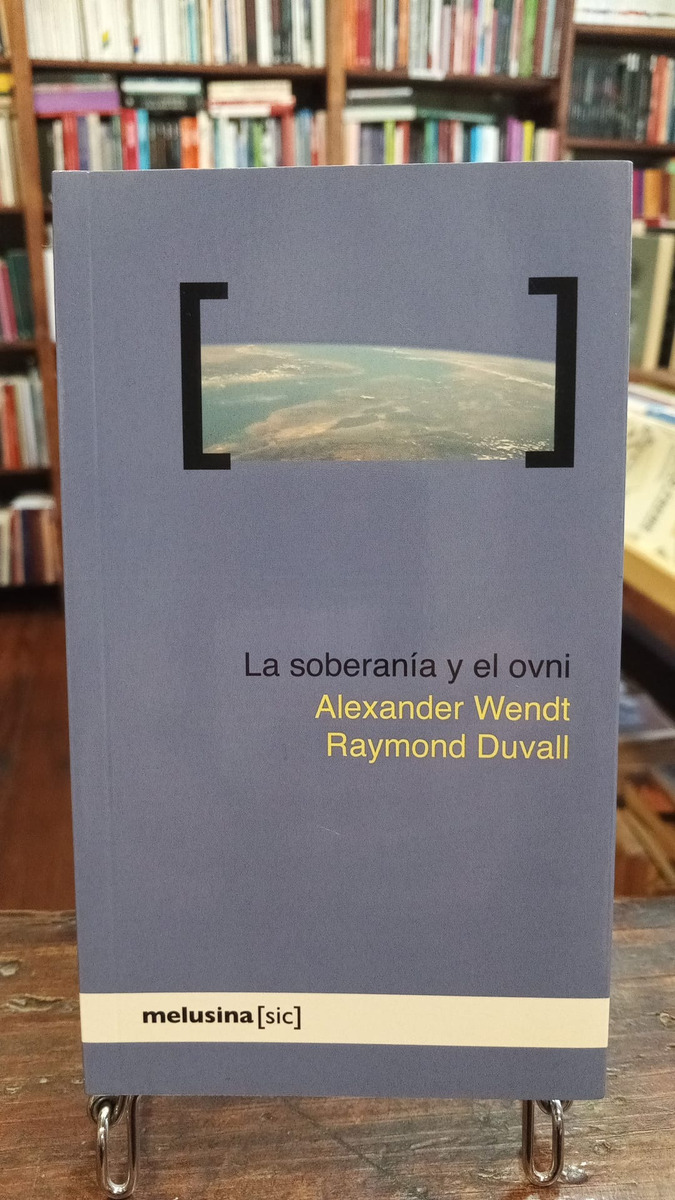 La soberanía y el ovni
Alexander Wendt
Raymond Duvall
melusina[sic]